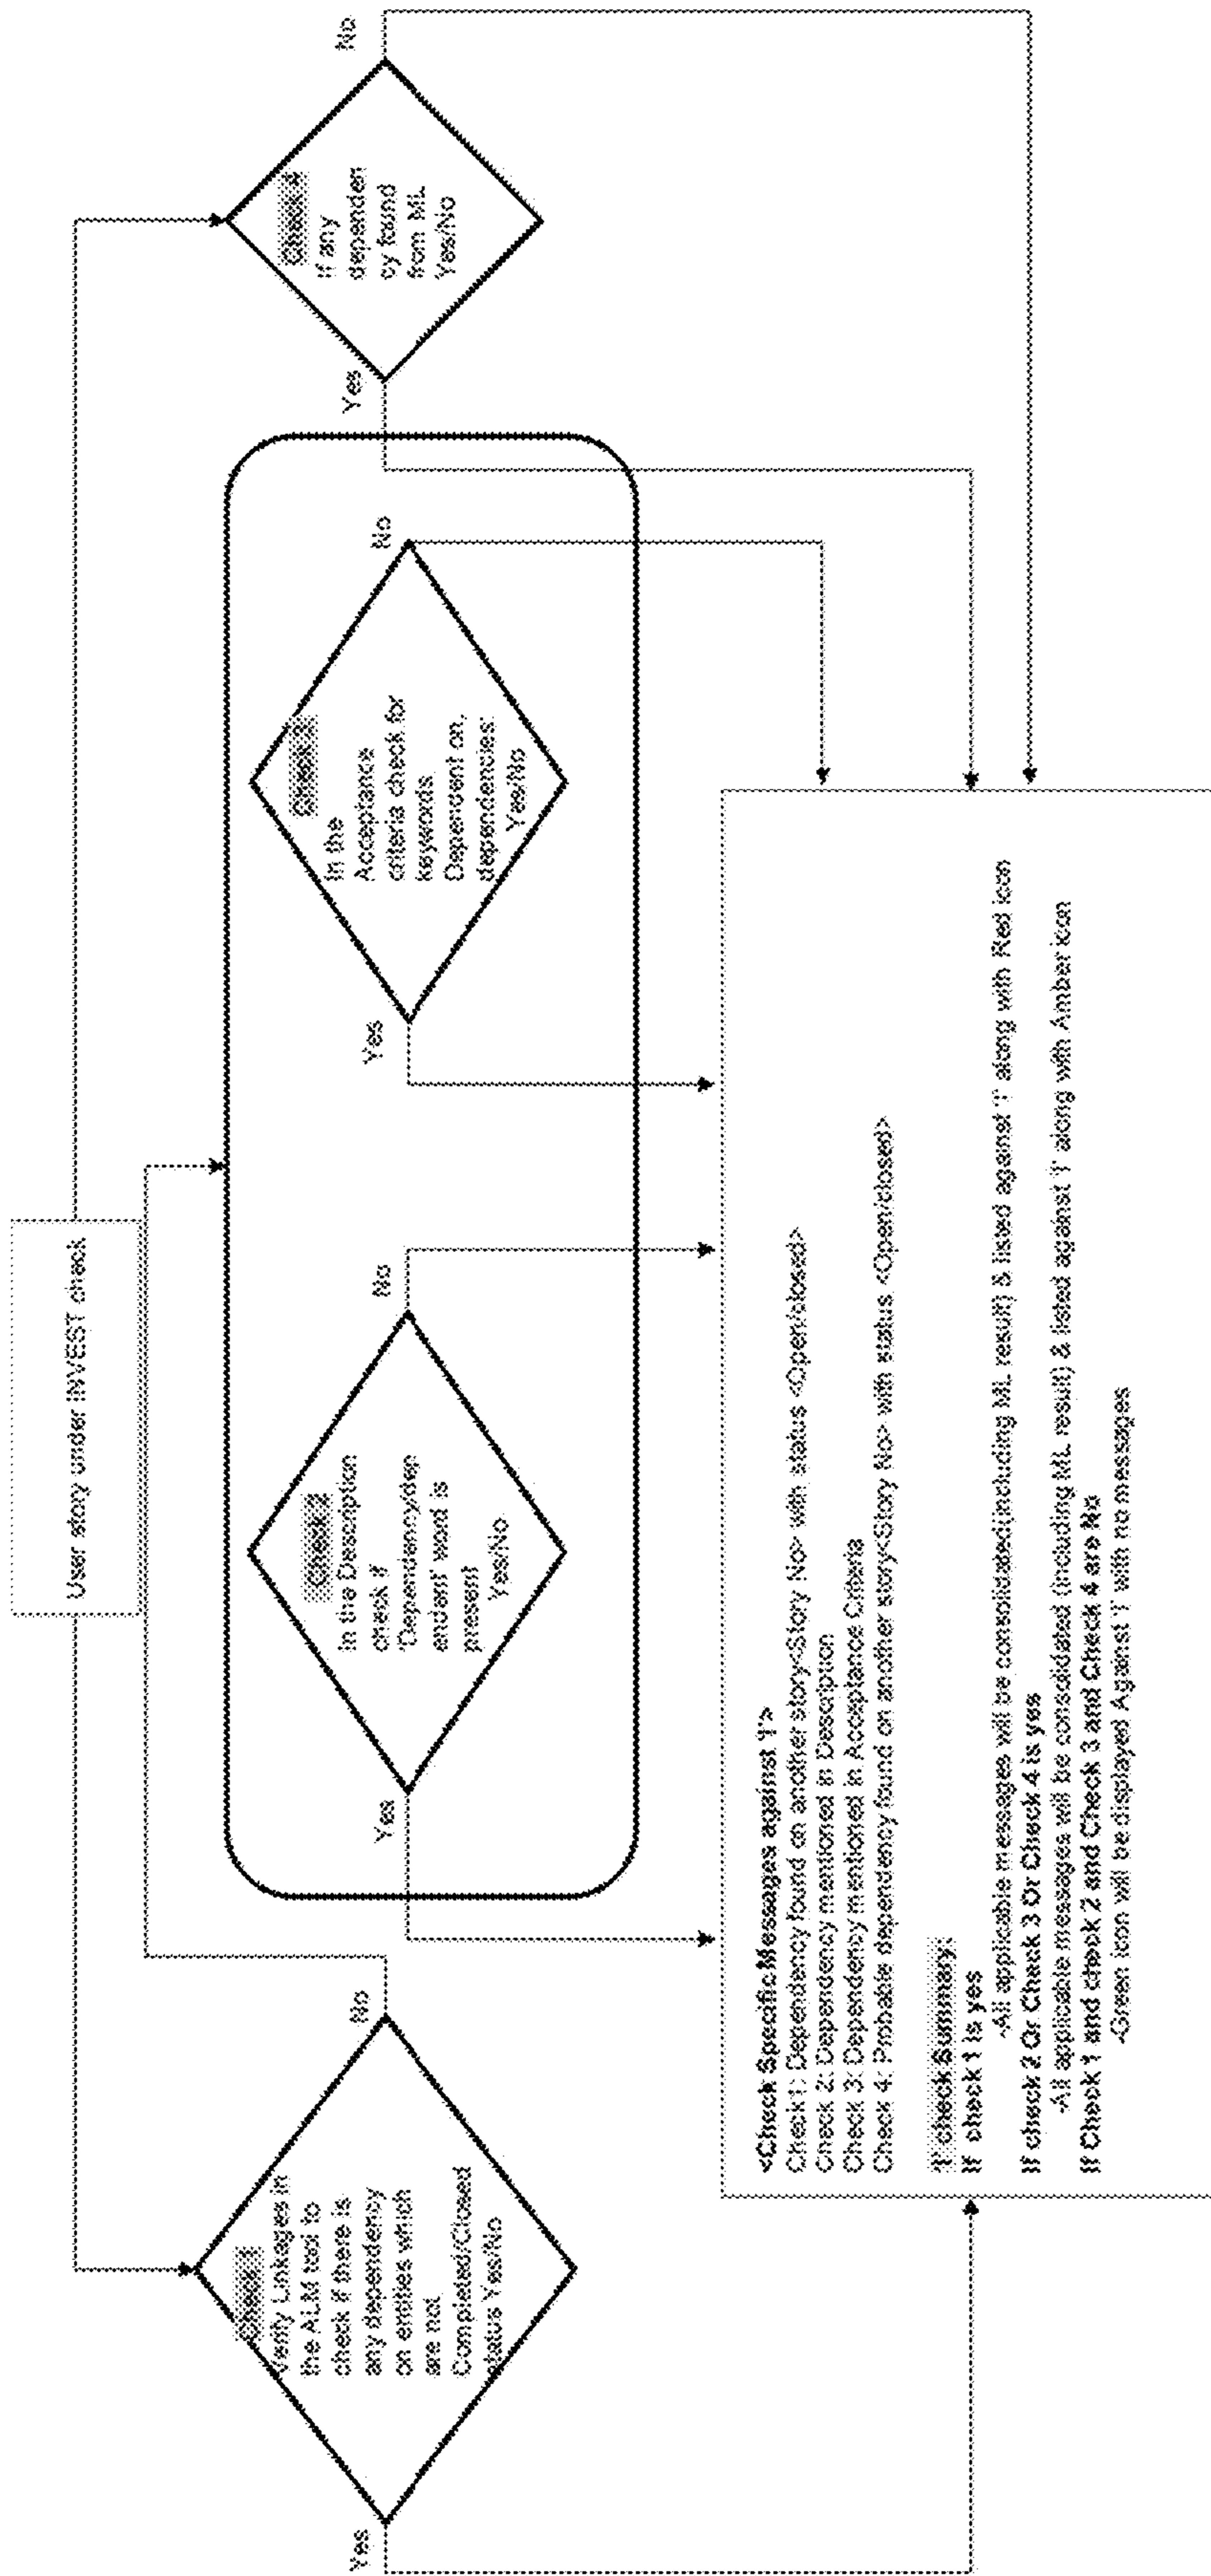 User story under INVEST check
Check 1
Verify Linkages in
the ALM tool to
check if there is
any dependency
on entities which
are not
Completed/Closed
status Yes/No
Yes
No
Check 2
In the Description
check if
'Dependency/dep
endant' word is
present
Yes/No
Yes
No
Check 3
In the
Acceptance
criteria check for
keywords
Dependent on,
dependencies:
Yes/No
Yes
No
Check 4
If any
dependen
cy found
from ML
Yes/No
Yes
No
<Check Specific Messages against 'I'>
Check1: Dependency found on another story<Story No> with status <Open/closed>
Check 2: Dependency mentioned in Description
Check 3: Dependency mentioned in Acceptance Criteria
Check 4: Probable dependency found on another story<Story No> with status <Open/closed>
'I' check Summary:
If check 1 is yes
-All applicable messages will be consolidated(including ML result) & listed against 'I' along with Red icon
If check 2 Or Check 3 Or Check 4 is yes
-All applicable messages will be consolidated (including ML result) & listed against 'I' along with Amber icon
If Check 1 and check 2 and Check 3 and Check 4 are No
-Green icon will be displayed Against 'I' with no messages